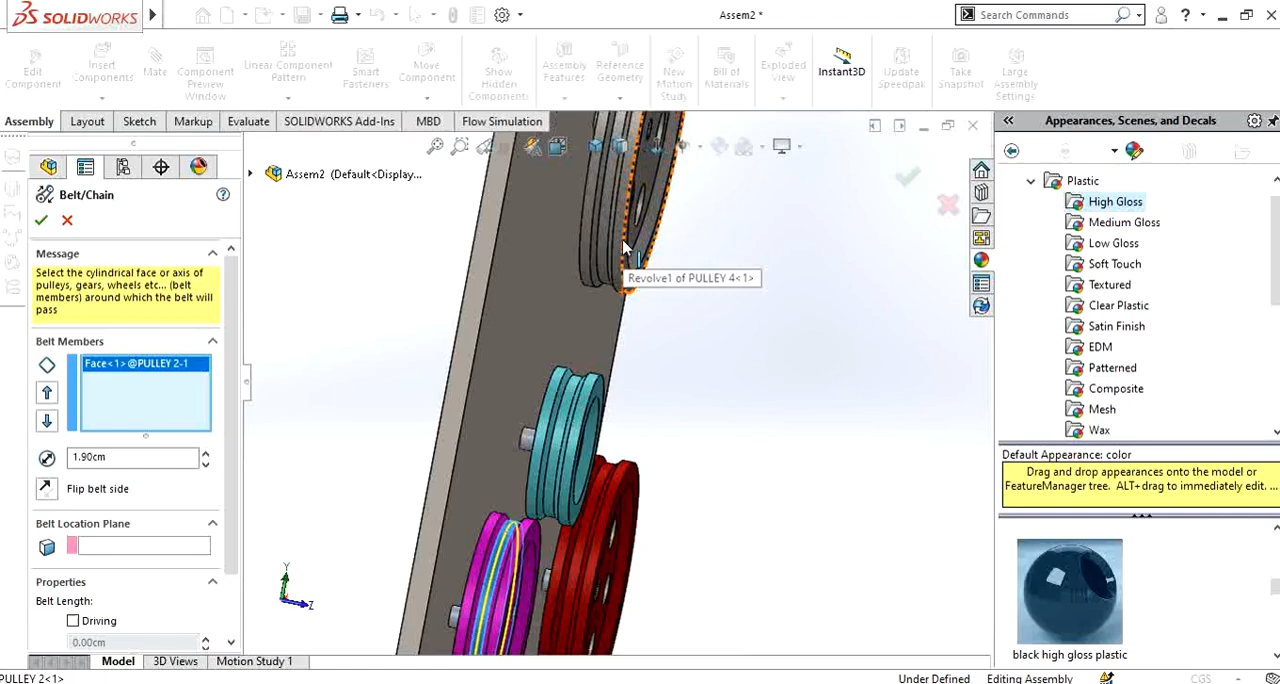 SOLIDWORKS
Assem2 *
Search Commands
Edit
Component
Insert
Components
Mate
Component
Preview
Window
Linear Component
Pattern
Smart
Fasteners
Move
Component
Show
Hidden
Components
Assembly
Features
Reference
Geometry
New
Motion
Study
Bill of
Materials
Exploded
View
Instant3D
Update
Speedpak
Take
Snapshot
Large
Assembly
Settings
Assembly
Layout
Sketch
Markup
Evaluate
SOLIDWORKS Add-Ins
MBD
Flow Simulation
Belt/Chain
Message
Select the cylindrical face or axis of
pulleys, gears, wheels etc... (belt
members) around which the belt will
pass
Belt Members
Face<1>@PULLEY 2-1
1.90cm
Flip belt side
Belt Location Plane
Properties
Belt Length:
Driving
0.00cm
Assem2 (Default<Display...
Revolve1 of PULLEY 4<1>
Y
Z
Appearances, Scenes, and Decals
Plastic
High Gloss
Medium Gloss
Low Gloss
Soft Touch
Textured
Clear Plastic
Satin Finish
EDM
Patterned
Composite
Mesh
Wax
Default Appearance: color
Drag and drop appearances onto the model or
FeatureManager tree. ALT+drag to immediately edit. ...
black high gloss plastic
Model
3D Views
Motion Study 1
PULLEY 2<1>
Under Defined
Editing Assembly
CGS